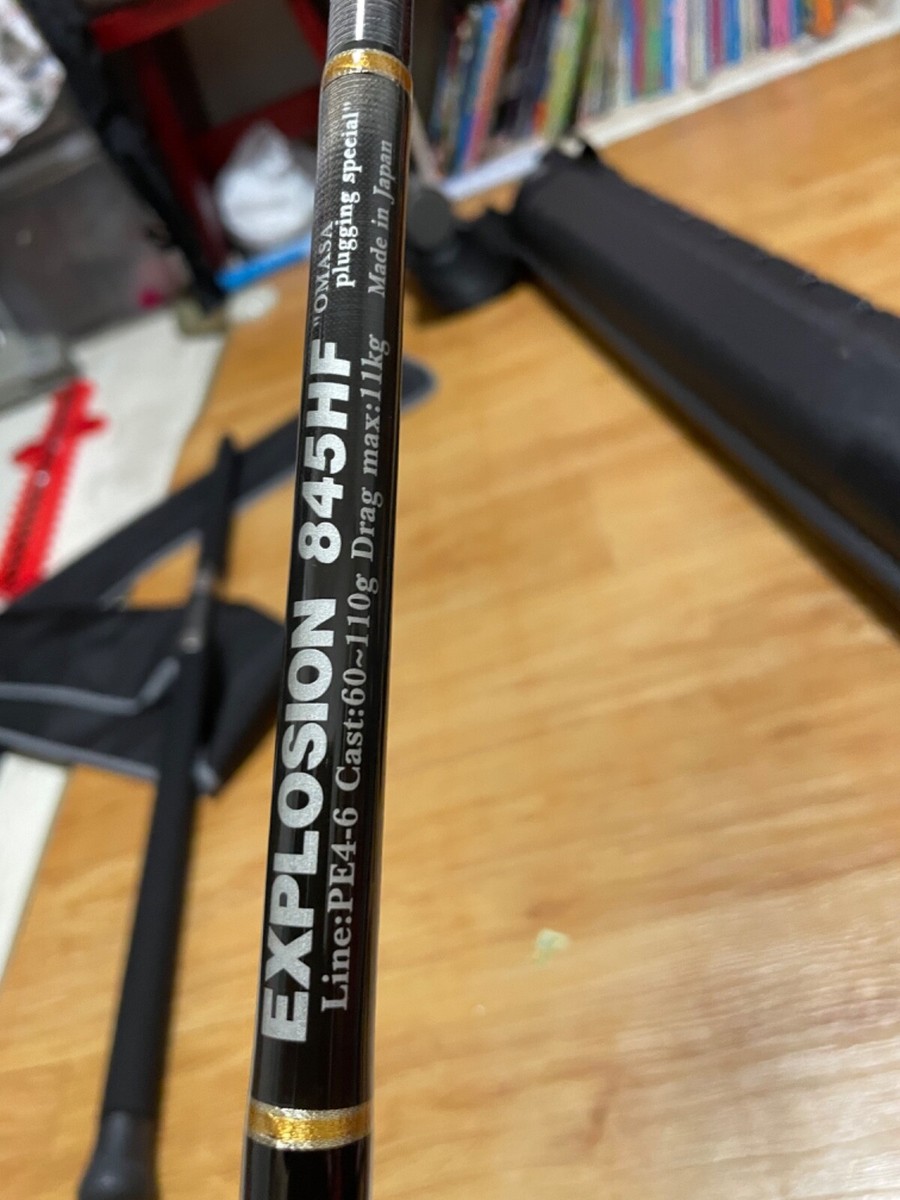 EXPLOSION 845HF "OMASA
plugging special"
Line:PE4-6 Cast:60~110g Drag max:11kg Made in Japan